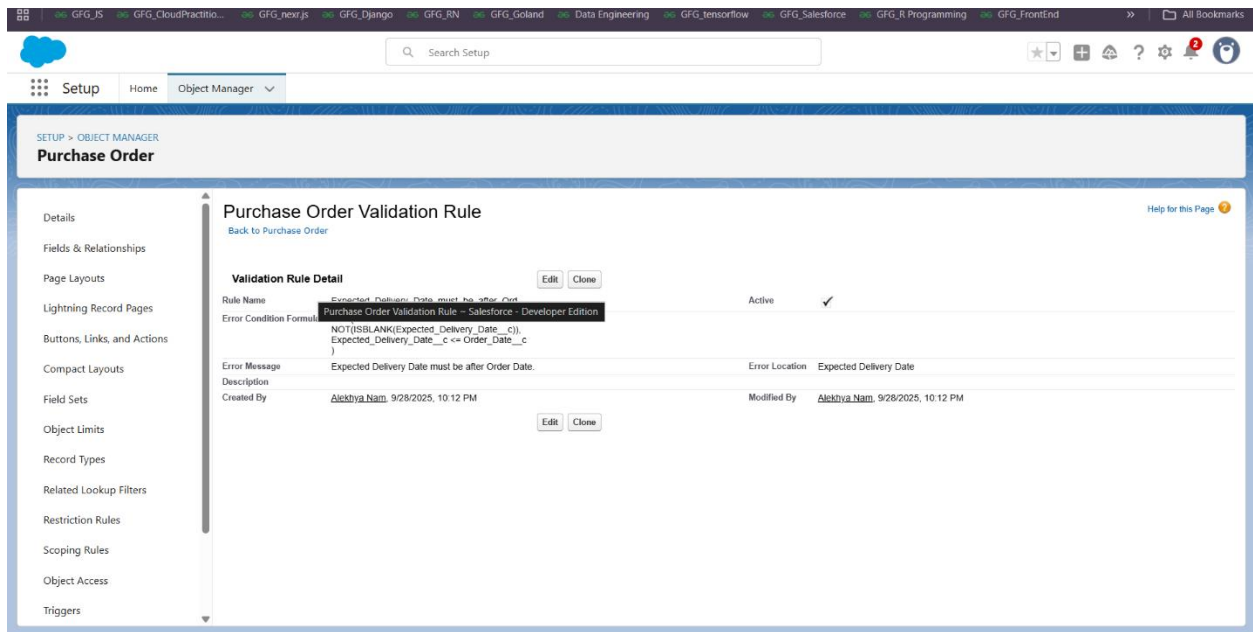 GFG_JS GFG_CloudPractitio... GFG_nexr.js GFG_Django GFG_RN GFG_Goland Data Engineering GFG_tensorflow GFG_Salesforce GFG_R Programming GFG_FrontEnd » All Bookmarks
Search Setup
2
Setup Home Object Manager
SETUP > OBJECT MANAGER
Purchase Order
Details
Fields & Relationships
Page Layouts
Lightning Record Pages
Buttons, Links, and Actions
Compact Layouts
Field Sets
Object Limits
Record Types
Related Lookup Filters
Restriction Rules
Scoping Rules
Object Access
Triggers
Purchase Order Validation Rule
Help for this Page
Back to Purchase Order
Validation Rule Detail Edit Clone
Rule Name Expected_Delivery_Date_must_be_after_Ord Active ✓
Purchase Order Validation Rule ~ Salesforce - Developer Edition
Error Condition Formula
NOT(ISBLANK(Expected_Delivery_Date__c)),
Expected_Delivery_Date__c <= Order_Date__c
)
Error Message Expected Delivery Date must be after Order Date. Error Location Expected Delivery Date
Description
Created By Alekhya Nam, 9/28/2025, 10:12 PM Modified By Alekhya Nam, 9/28/2025, 10:12 PM
Edit Clone